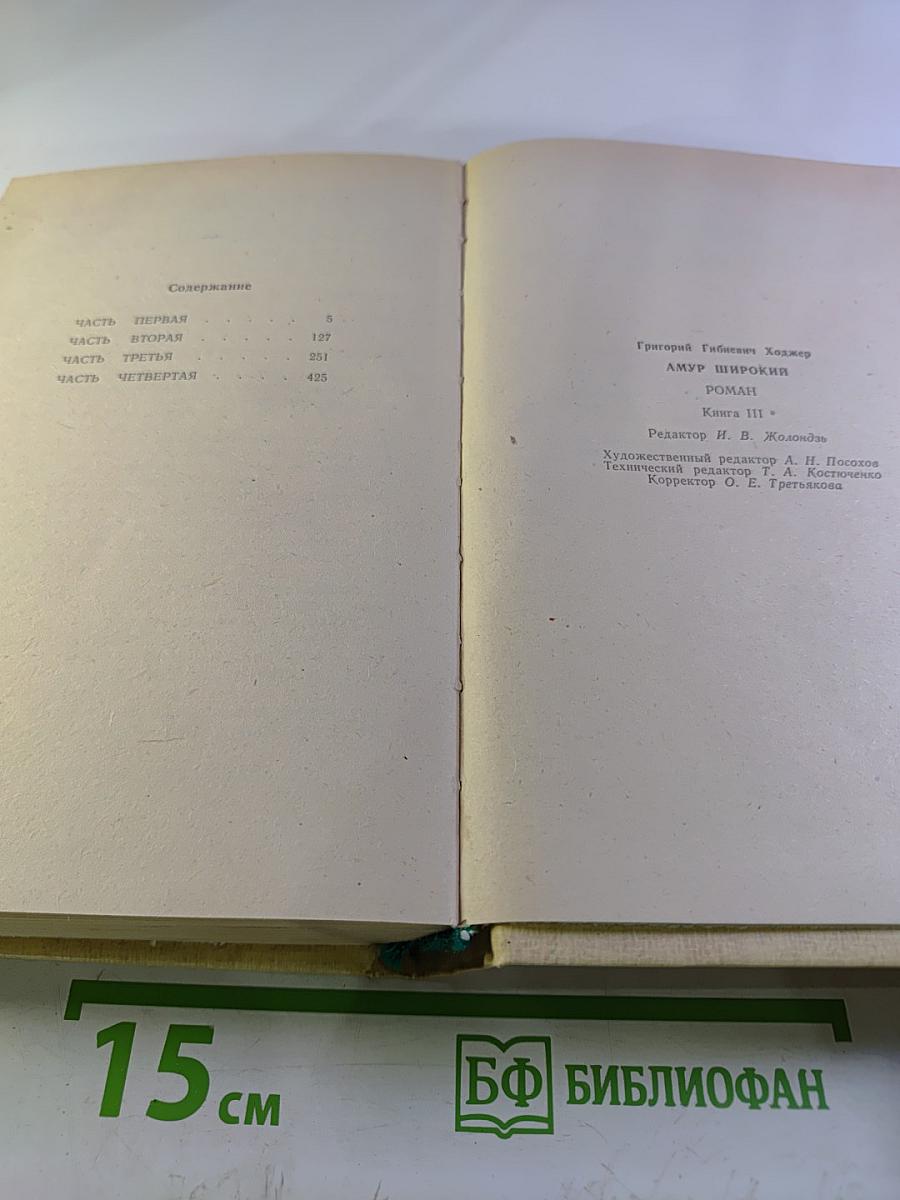 Содержание
ЧАСТЬ ПЕРВАЯ . . . . . . 5
ЧАСТЬ ВТОРАЯ . . . . . . 127
ЧАСТЬ ТРЕТЬЯ . . . . . 251
ЧАСТЬ ЧЕТВЕРТАЯ . . . . . 425
Григорий Гибиевич Ходжер
АМУР ШИРОКИЙ
РОМАН
Книга III
Редактор И. В. Жолондзь
Художественный редактор А. Н. Посохов
Технический редактор Т. А. Костюченко
Корректор О. Е. Третьякова
15 см
БФ БИБЛИОФАН